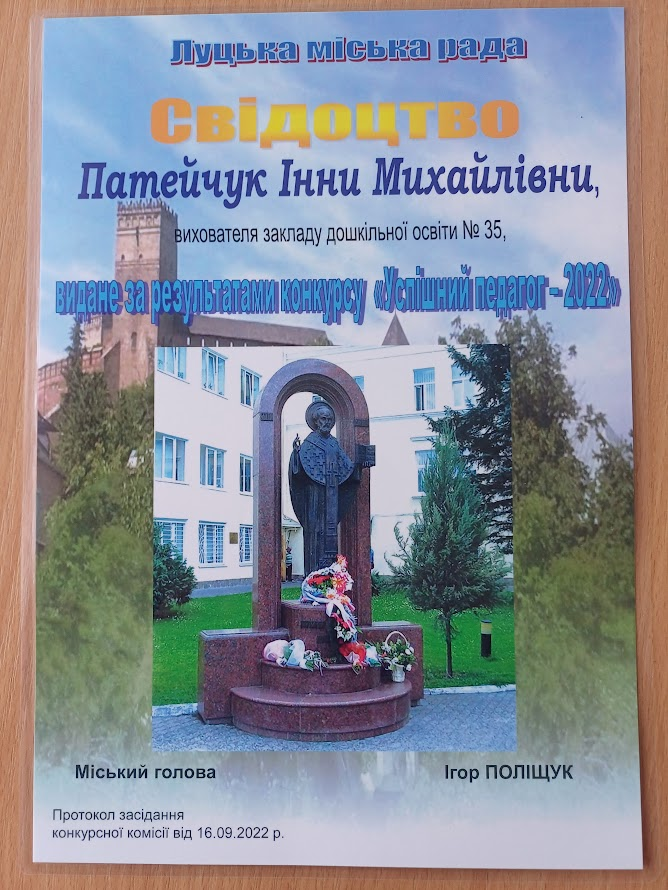 Луцька міська рада
Свідоцтво
Патейчук Інни Михайлівни,
вихователя закладу дошкільної освіти № 35,
видане за результатами конкурсу «Успішний педагог – 2022»
Міський голова Ігор ПОЛІЩУК
Протокол засідання
конкурсної комісії від 16.09.2022 р.